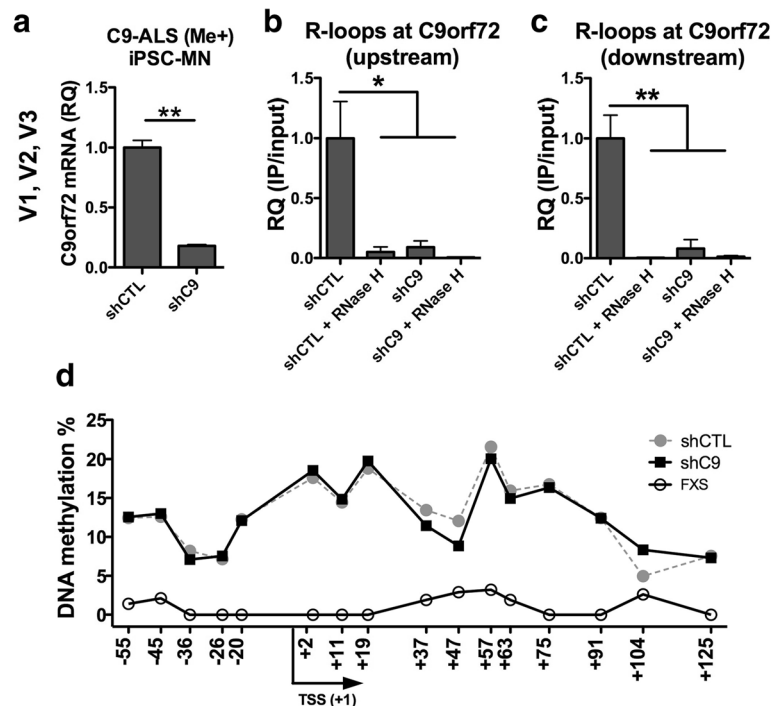 a
C9-ALS (Me+)
iPSC-MN
V1, V2, V3
C9orf72 mRNA (RQ)
1.5
1.0
0.5
0.0
**
shCTL
shC9
b
R-loops at C9orf72
(upstream)
RQ (IP/input)
1.5
1.0
0.5
0.0
*
shCTL
shCTL + RNase H
shC9
shC9 + RNase H
c
R-loops at C9orf72
(downstream)
RQ (IP/input)
1.5
1.0
0.5
0.0
**
shCTL
shCTL + RNase H
shC9
shC9 + RNase H
d
DNA methylation %
25
20
15
10
5
0
shCTL
shC9
FXS
-55
-45
-36
-26
-20
+2
+11
+19
+37
+47
+57
+63
+75
+91
+104
+125
TSS (+1)